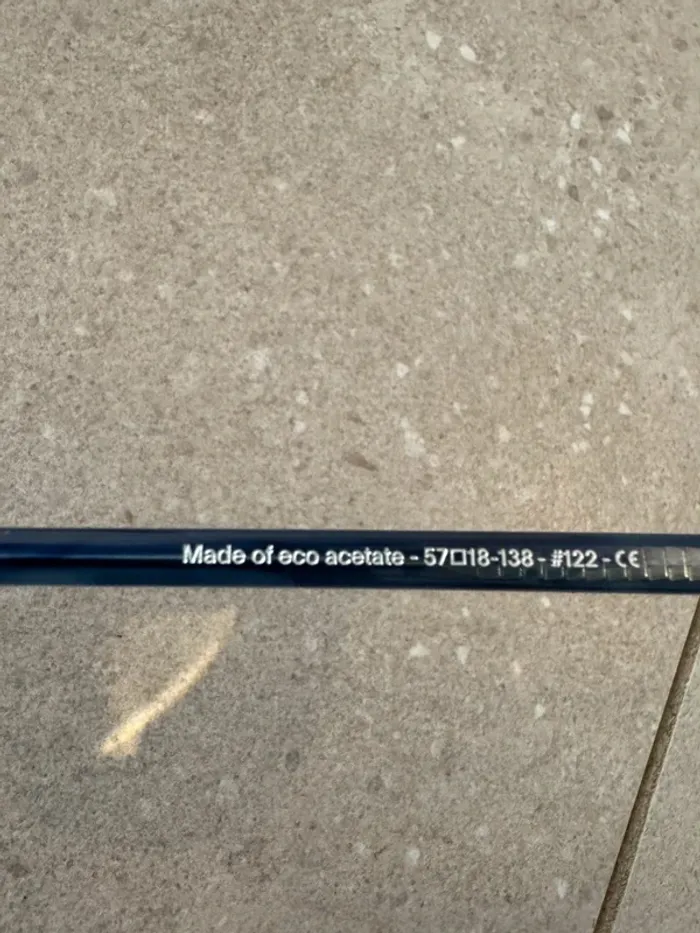 Made of eco acetate - 57□18-138 - #122 - CE